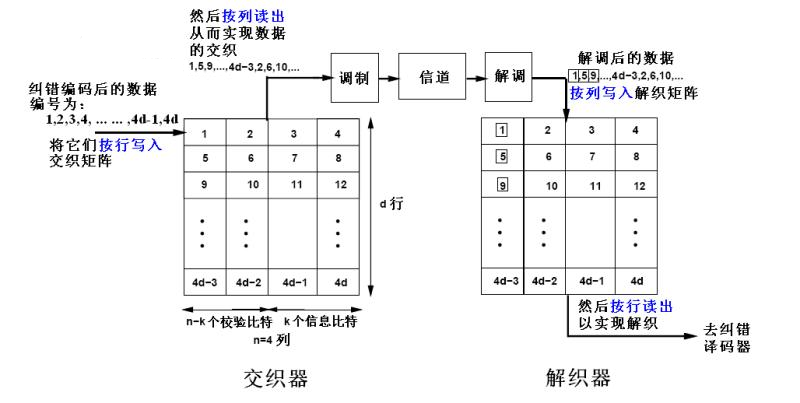 然后按列读出
从而实现数据
的交织
1,5,9,...,4d−3,2,6,10,...
调制
信道
解调
解调后的数据
1,5,9,...,4d−3,2,6,10,...
按列写入解织矩阵
纠错编码后的数据
编号为：
1,2,3,4, ... ... ,4d-1,4d
将它们按行写入
交织矩阵
1 2 3 4
5 6 7 8
9 10 11 12
4d−3 4d−2 4d−1 4d
d 行
n−k个校验比特 k个信息比特
n=4 列
交织器
1 2 3 4
5 6 7 8
9 10 11 12
4d−3 4d−2 4d−1 4d
然后按行读出
以实现解织
去纠错
译码器
解织器